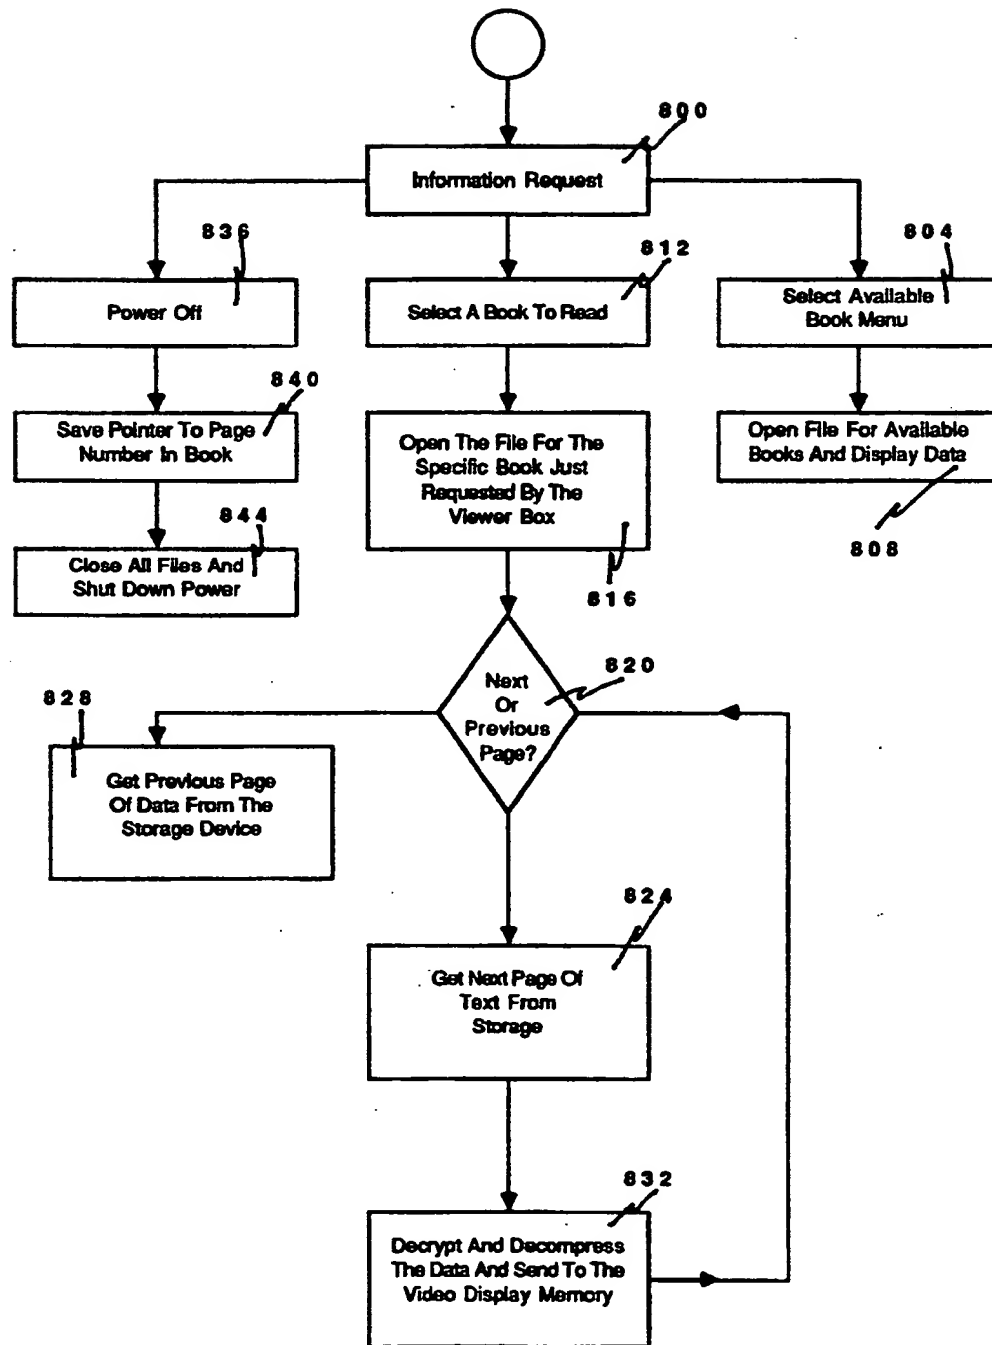 800
Information Request
836
812
804
Power Off
Select A Book To Read
Select Available
Book Menu
840
Save Pointer To Page
Number In Book
Open The File For The
Specific Book Just
Requested By The
Viewer Box
Open File For Available
Books And Display Data
844
808
Close All Files And
Shut Down Power
816
820
Next
Or
Previous
Page?
828
Get Previous Page
Of Data From The
Storage Device
824
Get Next Page Of
Text From
Storage
832
Decrypt And Decompress
The Data And Send To The
Video Display Memory